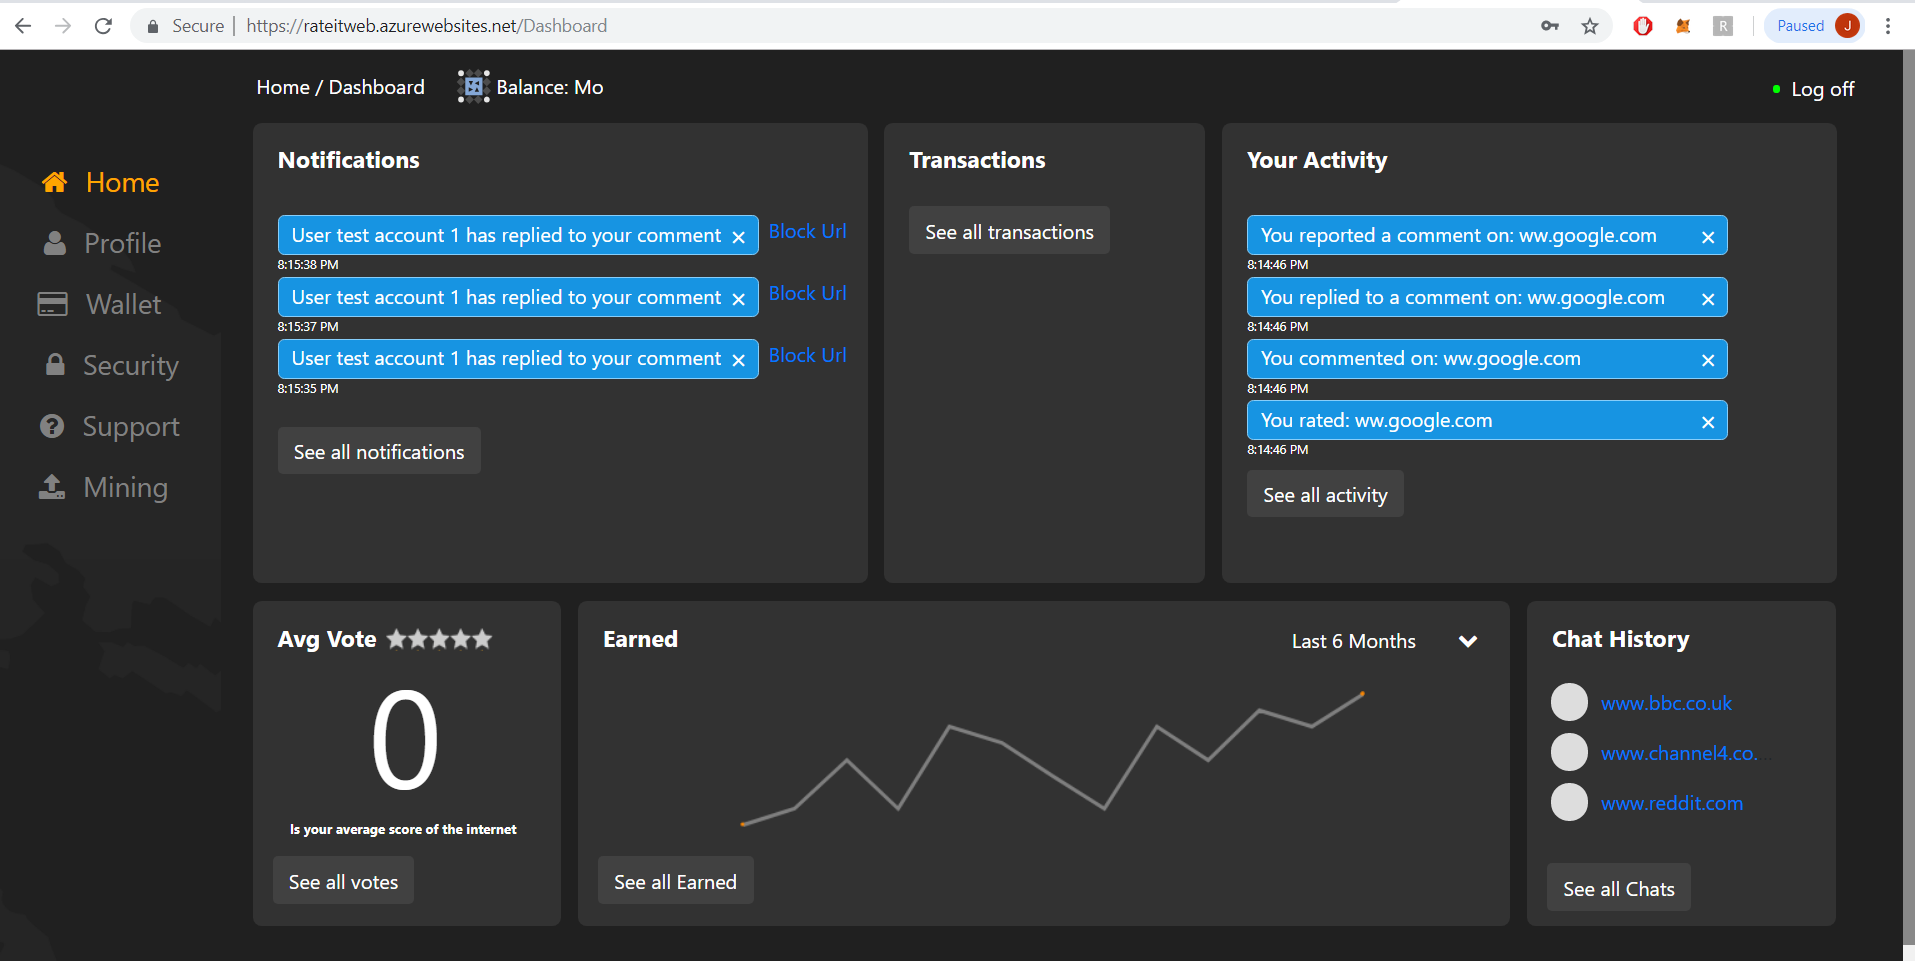 Secure
https://rateitweb.azurewebsites.net/Dashboard
R
Paused
J
Home / Dashboard
Balance: Mo
Log off
Home
Profile
Wallet
Security
Support
Mining
Notifications
User test account 1 has replied to your comment ×
Block Url
8:15:38 PM
User test account 1 has replied to your comment ×
Block Url
8:15:37 PM
User test account 1 has replied to your comment ×
Block Url
8:15:35 PM
See all notifications
Transactions
See all transactions
Your Activity
You reported a comment on: ww.google.com ×
8:14:46 PM
You replied to a comment on: ww.google.com ×
8:14:46 PM
You commented on: ww.google.com ×
8:14:46 PM
You rated: ww.google.com ×
8:14:46 PM
See all activity
Avg Vote
0
Is your average score of the internet
See all votes
Earned
Last 6 Months
See all Earned
Chat History
www.bbc.co.uk
www.channel4.co...
www.reddit.com
See all Chats